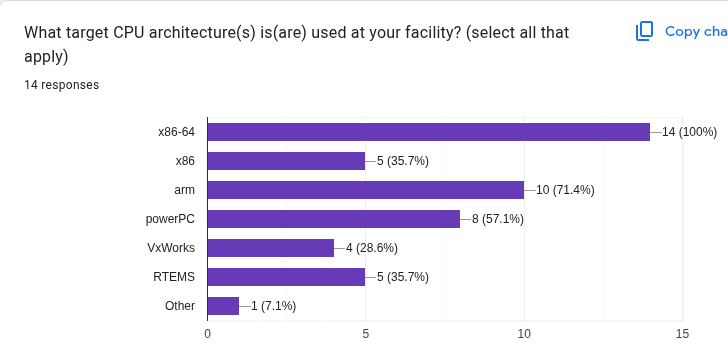 What target CPU architecture(s) is(are) used at your facility? (select all that
apply)
Copy cha
14 responses
x86-64
14 (100%)
x86
5 (35.7%)
arm
10 (71.4%)
powerPC
8 (57.1%)
VxWorks
4 (28.6%)
RTEMS
5 (35.7%)
Other
1 (7.1%)
0
5
10
15